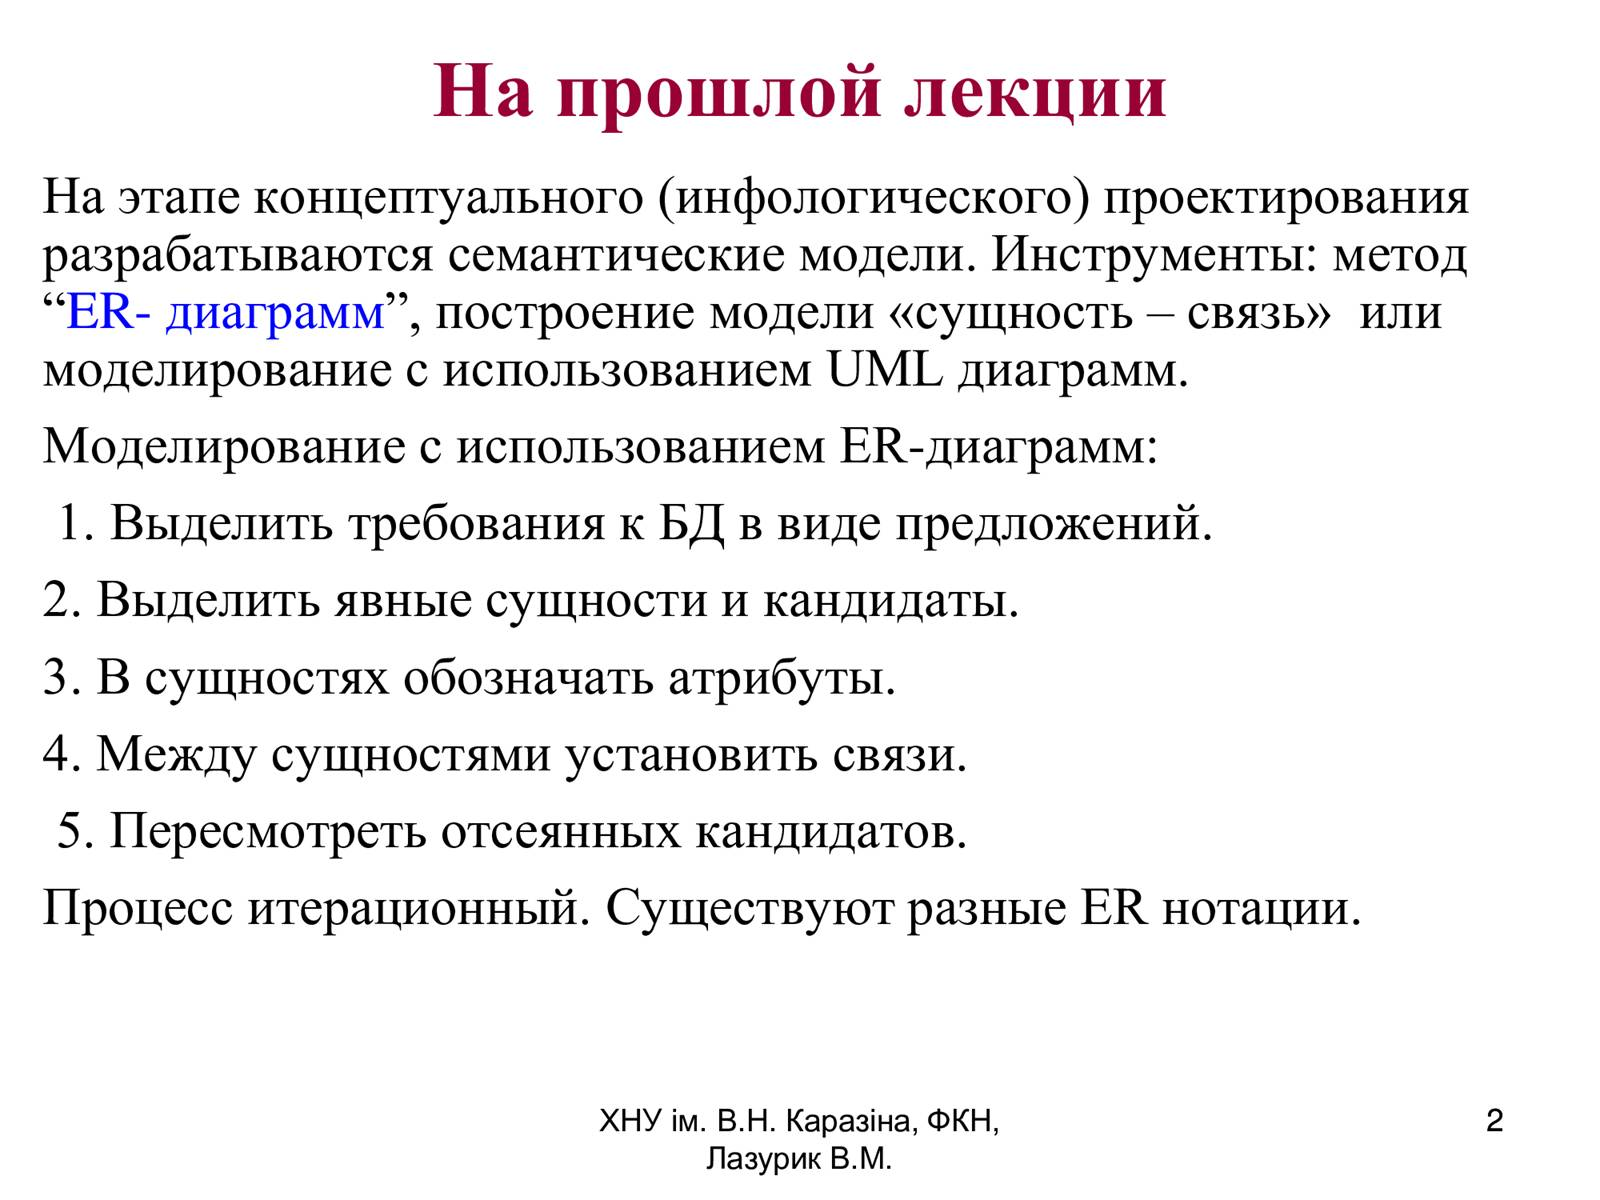 На прошлой лекции
На этапе концептуального (инфологического) проектирования
разрабатываются семантические модели. Инструменты: метод
“ER- диаграмм”, построение модели «сущность – связь»  или
моделирование с использованием UML диаграмм.
Моделирование с использованием ER-диаграмм:
1. Выделить требования к БД в виде предложений.
2. Выделить явные сущности и кандидаты.
3. В сущностях обозначать атрибуты.
4. Между сущностями установить связи.
5. Пересмотреть отсеянных кандидатов.
Процесс итерационный. Существуют разные ER нотации.
ХНУ ім. В.Н. Каразіна, ФКН,
Лазурик В.М.
2